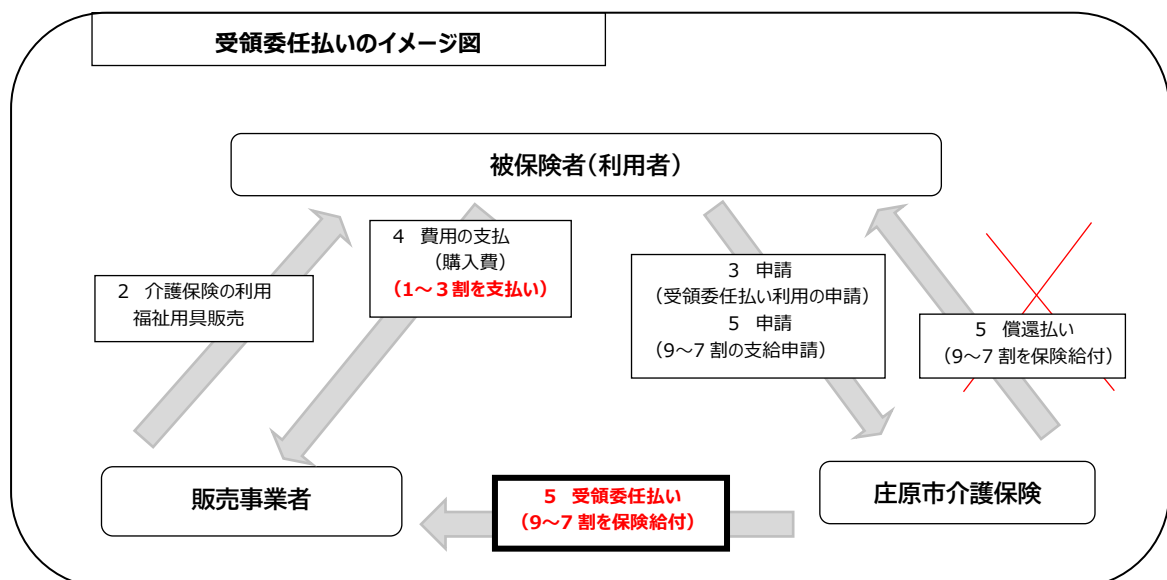 受領委任払いのイメージ図
被保険者(利用者)
4 費用の支払
(購入費)
(1~3割を支払い)
2 介護保険の利用
福祉用具販売
3 申請
(受領委任払い利用の申請)
5 申請
(9~7割の支給申請)
5 償還払い
(9~7割を保険給付)
販売事業者
5 受領委任払い
(9~7割を保険給付)
庄原市介護保険